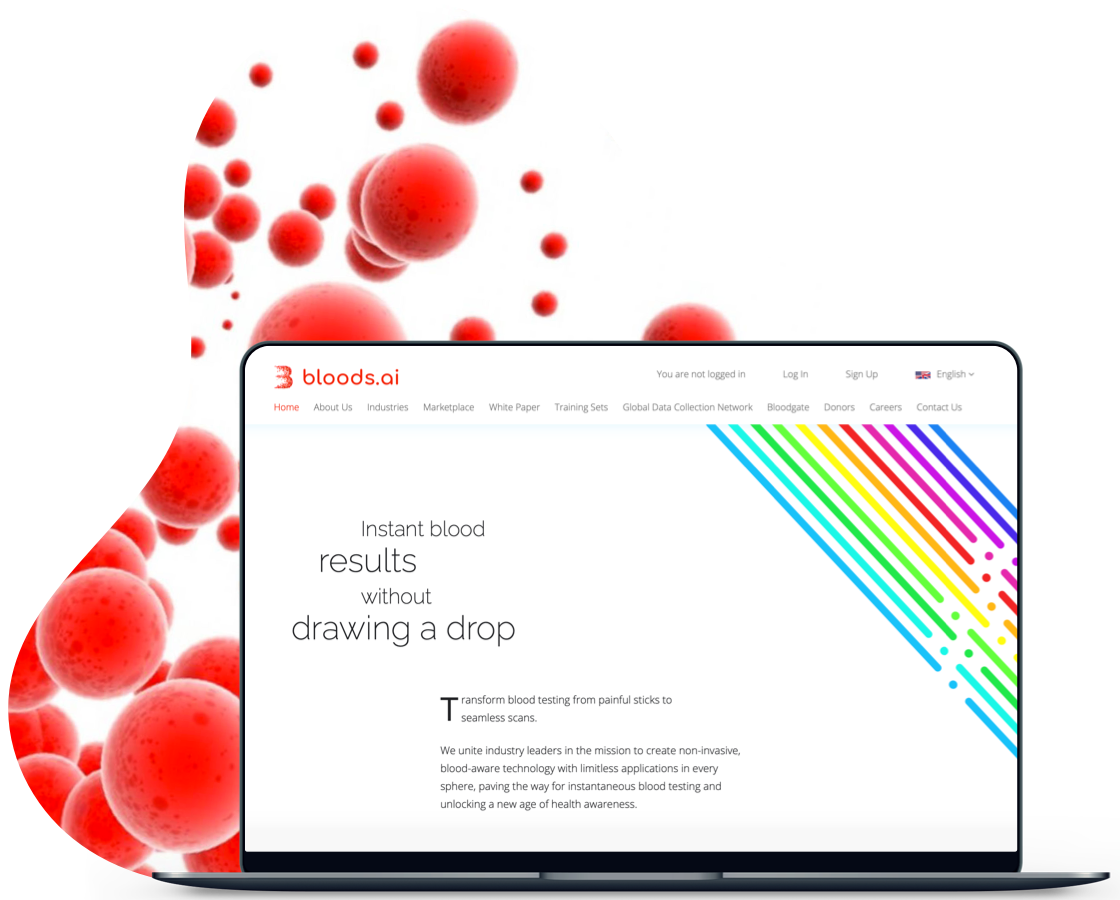 bloods.ai
You are not logged in Log In Sign Up English
Home About Us Industries Marketplace White Paper Training Sets Global Data Collection Network Bloodgate Donors Careers Contact Us
Instant blood
results
without
drawing a drop
Transform blood testing from painful sticks to
seamless scans.
We unite industry leaders in the mission to create non-invasive,
blood-aware technology with limitless applications in every
sphere, paving the way for instantaneous blood testing and
unlocking a new age of health awareness.